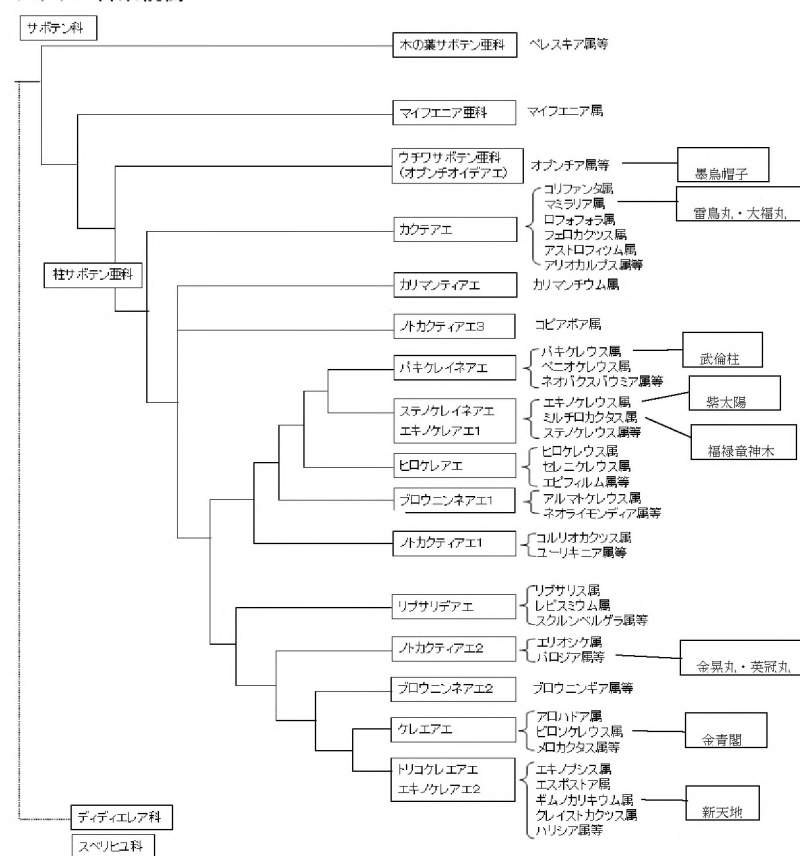 サボテン科
木の葉サボテン亜科 ペレスキア属等
マイフエニア亜科 マイフエニア属
ウチワサボテン亜科
(オプンチオイデアエ)
オプンチア属等
墨烏帽子
カクテアエ
コリファンタ属
マミラリア属
ロフォフォラ属
フェロカクツス属
アストロフィツム属
アリオカルプス属等
雷鳥丸・大福丸
柱サボテン亜科
カリマンティアエ カリマンチウム属
ノトカクティアエ3 コピアポア属
パキケレイネアエ
パキケレウス属
ベニオケレウス属
ネオバクスバウミア属等
武倫柱
ステノケレイネアエ
エキノケレアエ1
エキノケレウス属
ミルチロカクタス属
ステノケレウス属等
紫太陽
福禄竜神木
ヒロケレアエ
ヒロケレウス属
セレニケレウス属
エピフィルム属等
ブロウニンネアエ1
アルマトケレウス属
ネオライモンディア属等
ノトカクティアエ1
コルリオカクツス属
ユーリキニア属等
リプサリデアエ
リプサリス属
レピスミウム属
スクルンベルゲラ属等
ノトカクティアエ2
エリオシケ属
パロジア属等
金晃丸・英冠丸
ブロウニンネアエ2 ブロウニンギア属等
ケレエアエ
アロハドア属
ピロソケレウス属
メロカクタス属等
金青閣
トリコケレエアエ
エキノケレアエ2
エキノプシス属
エスポストア属
ギムノカリキウム属
クレイストカクツス属
ハリシア属等
新天地
ディディエレア科
スベリヒユ科